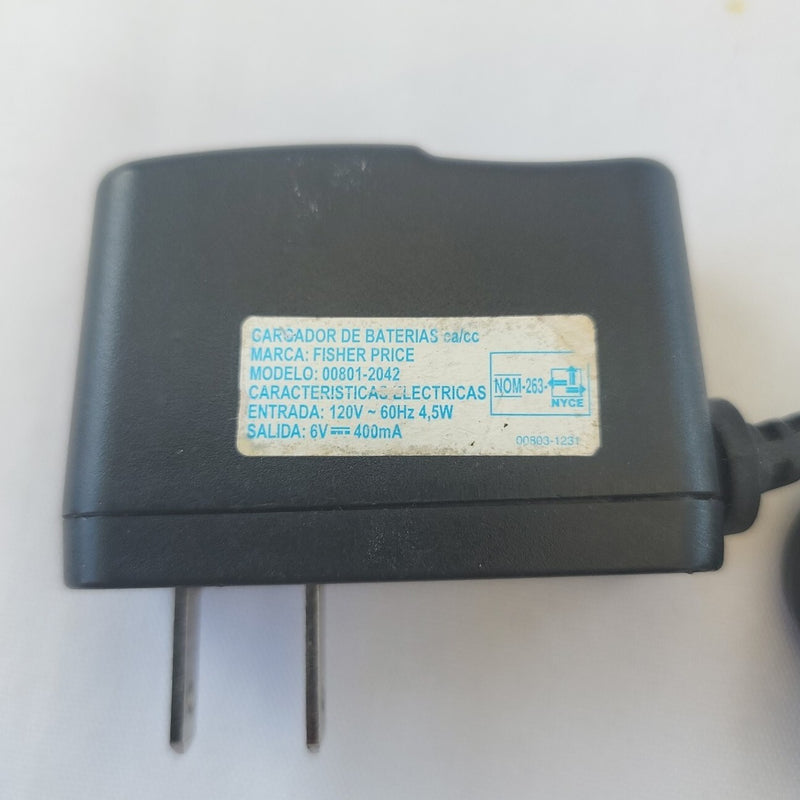 CARGADOR DE BATERIAS ca/cc
MARCA: FISHER PRICE
MODELO: 00801-2042
CARACTERISTICAS ELECTRICAS
ENTRADA: 120V ~ 60Hz 4,5W
SALIDA: 6V ⎓ 400mA
NOM-263-
NYCE
00803-1231